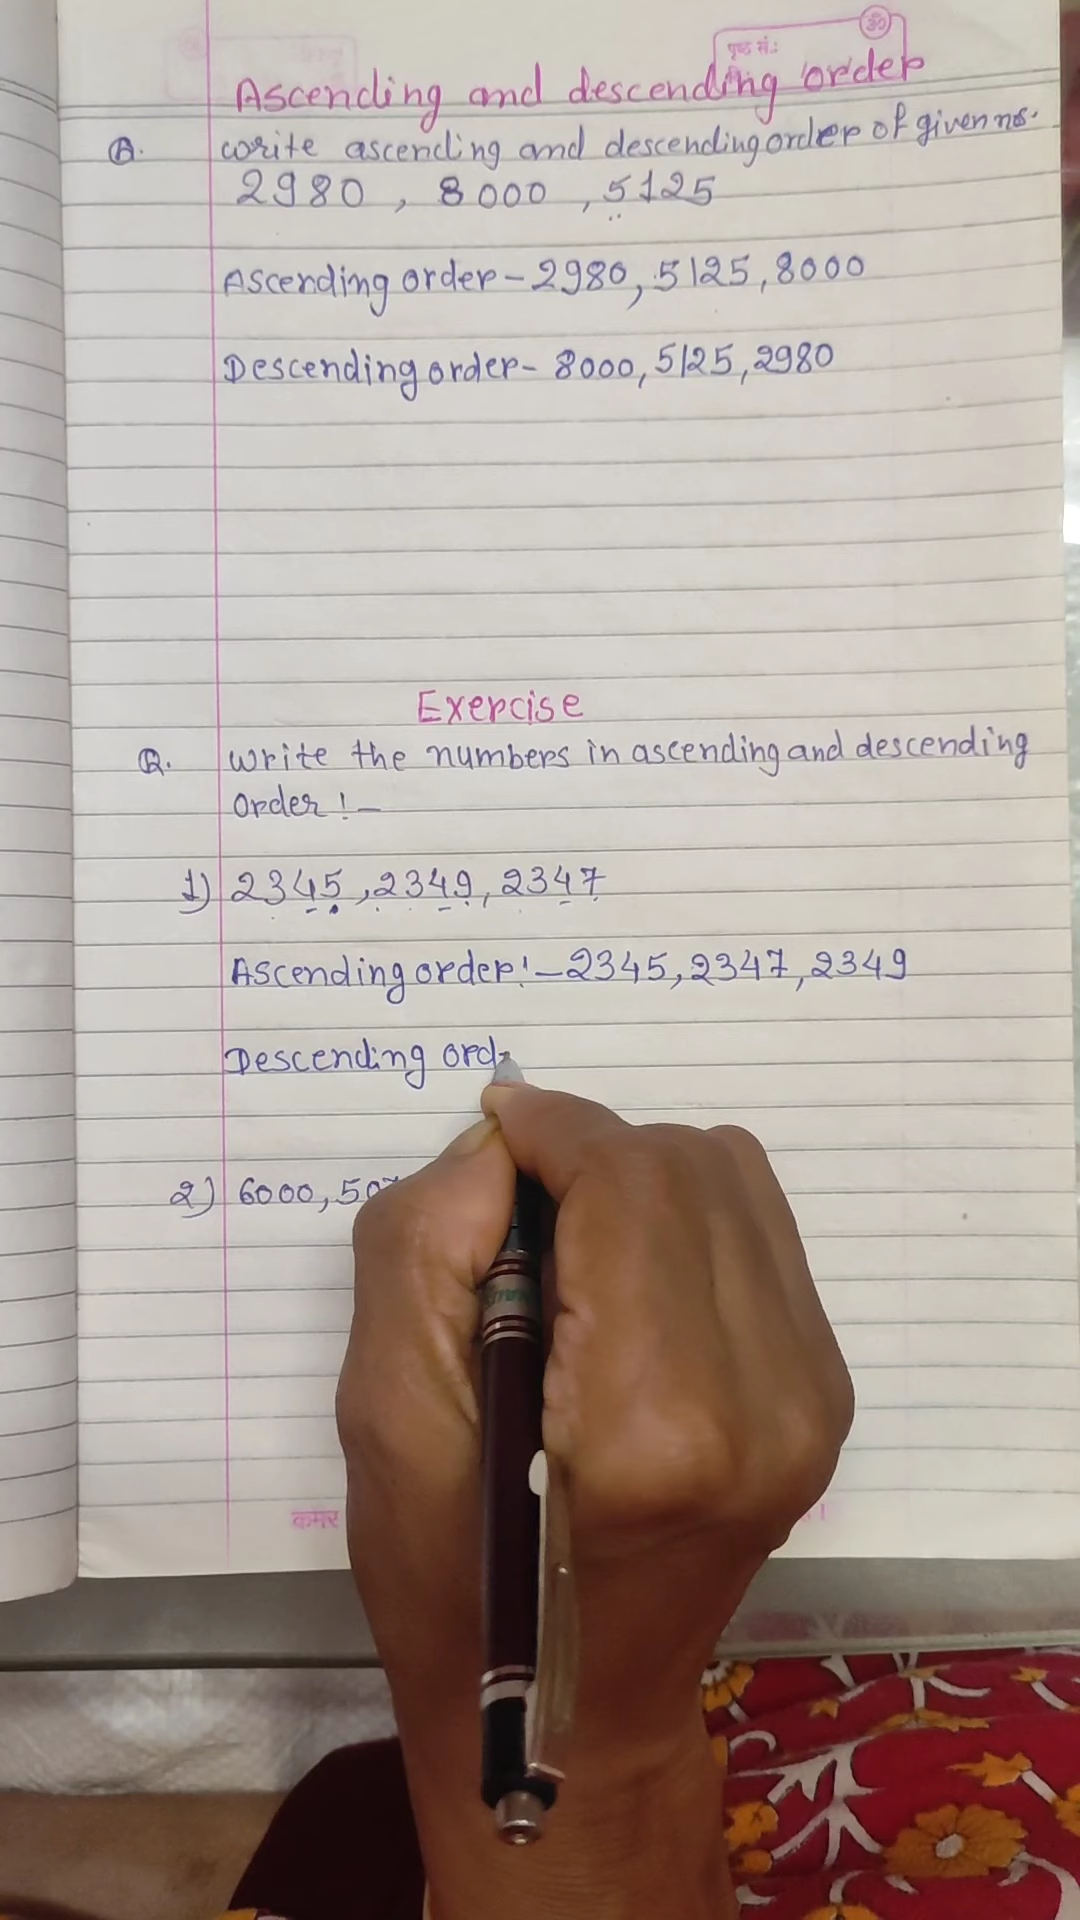 पृष्ठ सं.:
Ascending and descending order
Q. Write ascending and descending order of given no.
2980, 8000, 5125
Ascending order - 2980, 5125, 8000
Descending order - 8000, 5125, 2980
Exercise
Q. Write the numbers in ascending and descending
order :-
1) 2345, 2349, 2347
Ascending order :- 2345, 2347, 2349
Descending ord
2) 6000, 50